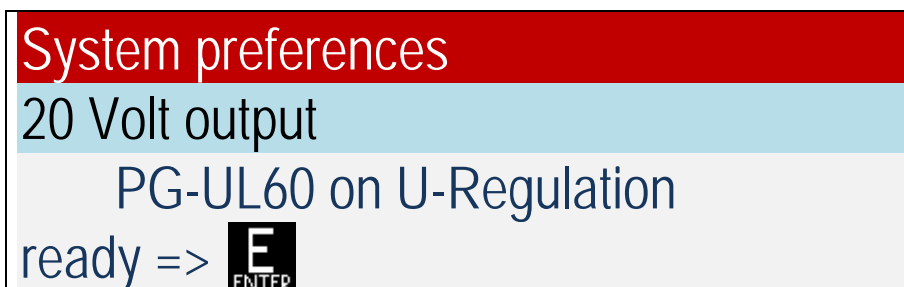 System preferences
20 Volt output
PG-UL60 on U-Regulation
ready => E
ENTER